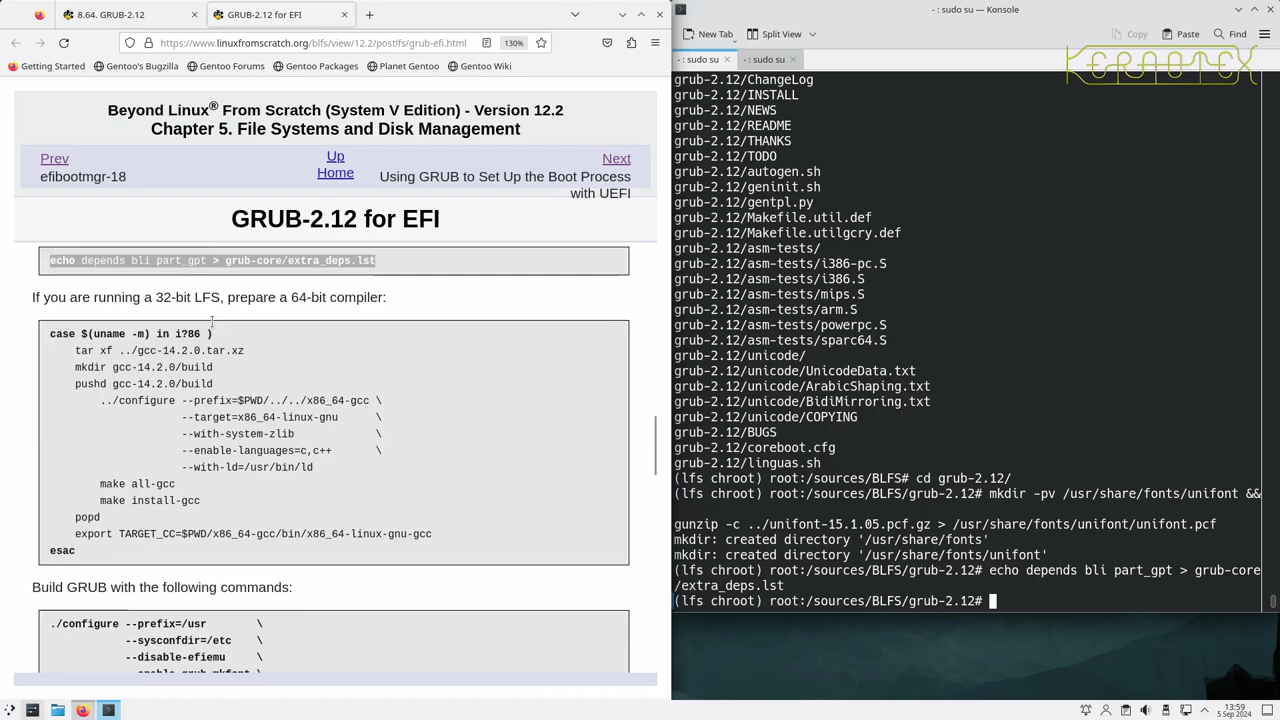 8.64. GRUB-2.12
GRUB-2.12 for EFI
https://www.linuxfromscratch.org/blfs/view/12.2/postlfs/grub-efi.html
130%
Getting Started
Gentoo's Bugzilla
Gentoo Forums
Gentoo Packages
Planet Gentoo
Gentoo Wiki
Beyond Linux® From Scratch (System V Edition) - Version 12.2
Chapter 5. File Systems and Disk Management
Prev
Up
Next
efibootmgr-18
Home
Using GRUB to Set Up the Boot Process
with UEFI
GRUB-2.12 for EFI
echo depends bli part_gpt > grub-core/extra_deps.lst
If you are running a 32-bit LFS, prepare a 64-bit compiler:
case $(uname -m) in i?86 )
tar xf ../gcc-14.2.0.tar.xz
mkdir gcc-14.2.0/build
pushd gcc-14.2.0/build
../configure --prefix=$PWD/../../x86_64-gcc \
--target=x86_64-linux-gnu \
--with-system-zlib \
--enable-languages=c,c++ \
--with-ld=/usr/bin/ld
make all-gcc
make install-gcc
popd
export TARGET_CC=$PWD/x86_64-gcc/bin/x86_64-linux-gnu-gcc
esac
Build GRUB with the following commands:
./configure --prefix=/usr \
--sysconfdir=/etc \
--disable-efiemu \
--enable-grub-mkfont \
- : sudo su — Konsole
New Tab
Split View
Copy
Paste
Find
- : sudo su
- : sudo su
KERNOTEX
grub-2.12/ChangeLog
grub-2.12/INSTALL
grub-2.12/NEWS
grub-2.12/README
grub-2.12/THANKS
grub-2.12/TODO
grub-2.12/autogen.sh
grub-2.12/geninit.sh
grub-2.12/gentpl.py
grub-2.12/Makefile.util.def
grub-2.12/Makefile.utilgcry.def
grub-2.12/asm-tests/
grub-2.12/asm-tests/i386-pc.S
grub-2.12/asm-tests/i386.S
grub-2.12/asm-tests/mips.S
grub-2.12/asm-tests/arm.S
grub-2.12/asm-tests/powerpc.S
grub-2.12/asm-tests/sparc64.S
grub-2.12/unicode/
grub-2.12/unicode/UnicodeData.txt
grub-2.12/unicode/ArabicShaping.txt
grub-2.12/unicode/BidiMirroring.txt
grub-2.12/unicode/COPYING
grub-2.12/BUGS
grub-2.12/coreboot.cfg
grub-2.12/linguas.sh
(lfs chroot) root:/sources/BLFS# cd grub-2.12/
(lfs chroot) root:/sources/BLFS/grub-2.12# mkdir -pv /usr/share/fonts/unifont &&
gunzip -c ../unifont-15.1.05.pcf.gz > /usr/share/fonts/unifont/unifont.pcf
mkdir: created directory '/usr/share/fonts'
mkdir: created directory '/usr/share/fonts/unifont'
(lfs chroot) root:/sources/BLFS/grub-2.12# echo depends bli part_gpt > grub-core
/extra_deps.lst
(lfs chroot) root:/sources/BLFS/grub-2.12#
13:59
5 Sep 2024